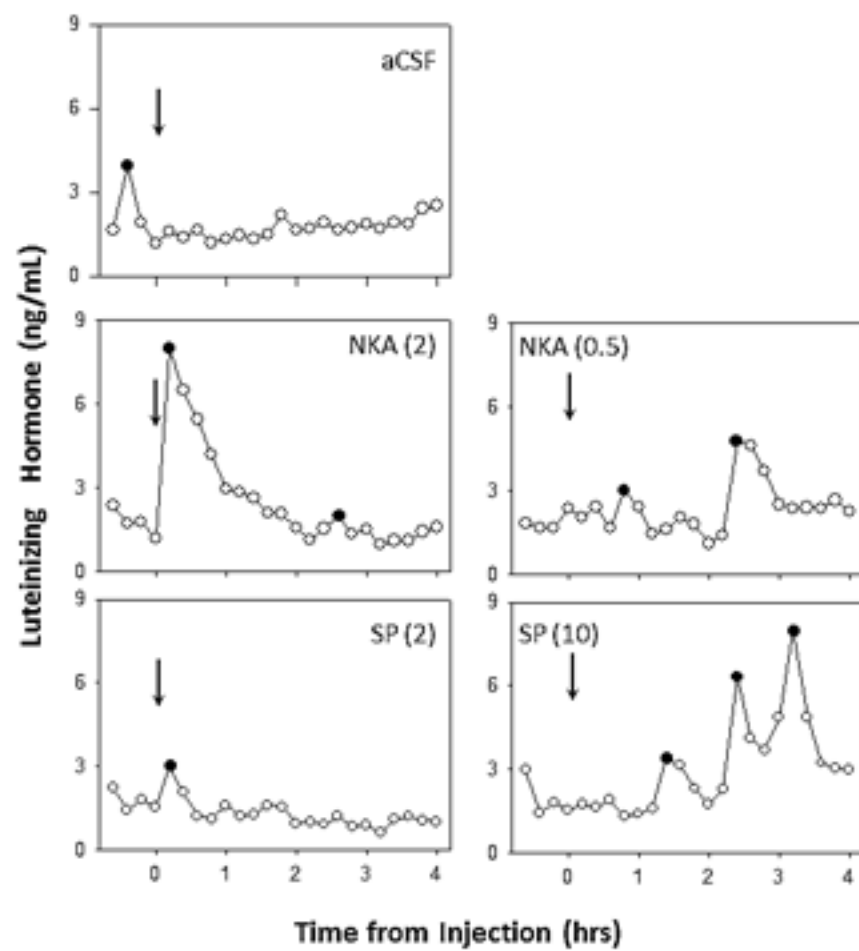 Luteinizing Hormone (ng/mL)
9
6
3
0
aCSF
9
6
3
0
NKA (2)
9
6
3
0
NKA (0.5)
9
6
3
0
SP (2)
0 1 2 3 4
9
6
3
0
SP (10)
0 1 2 3 4
Time from Injection (hrs)